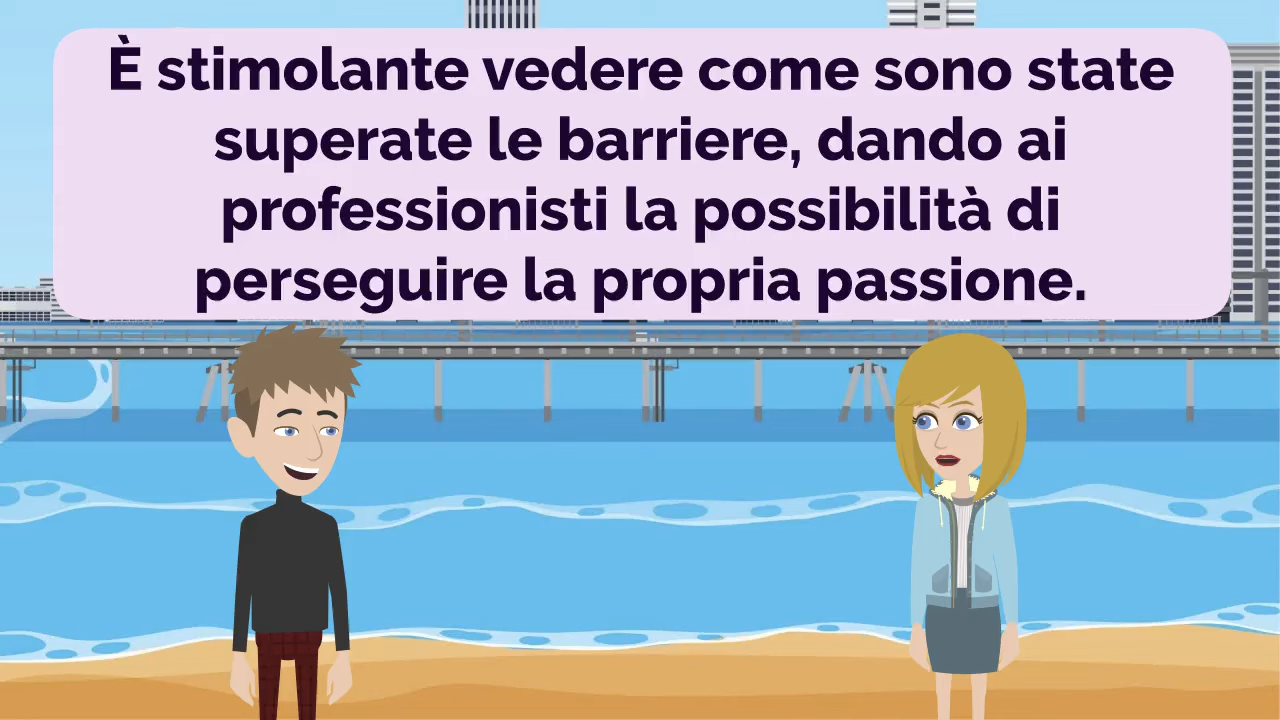 È stimolante vedere come sono state
superate le barriere, dando ai
professionisti la possibilità di
perseguire la propria passione.